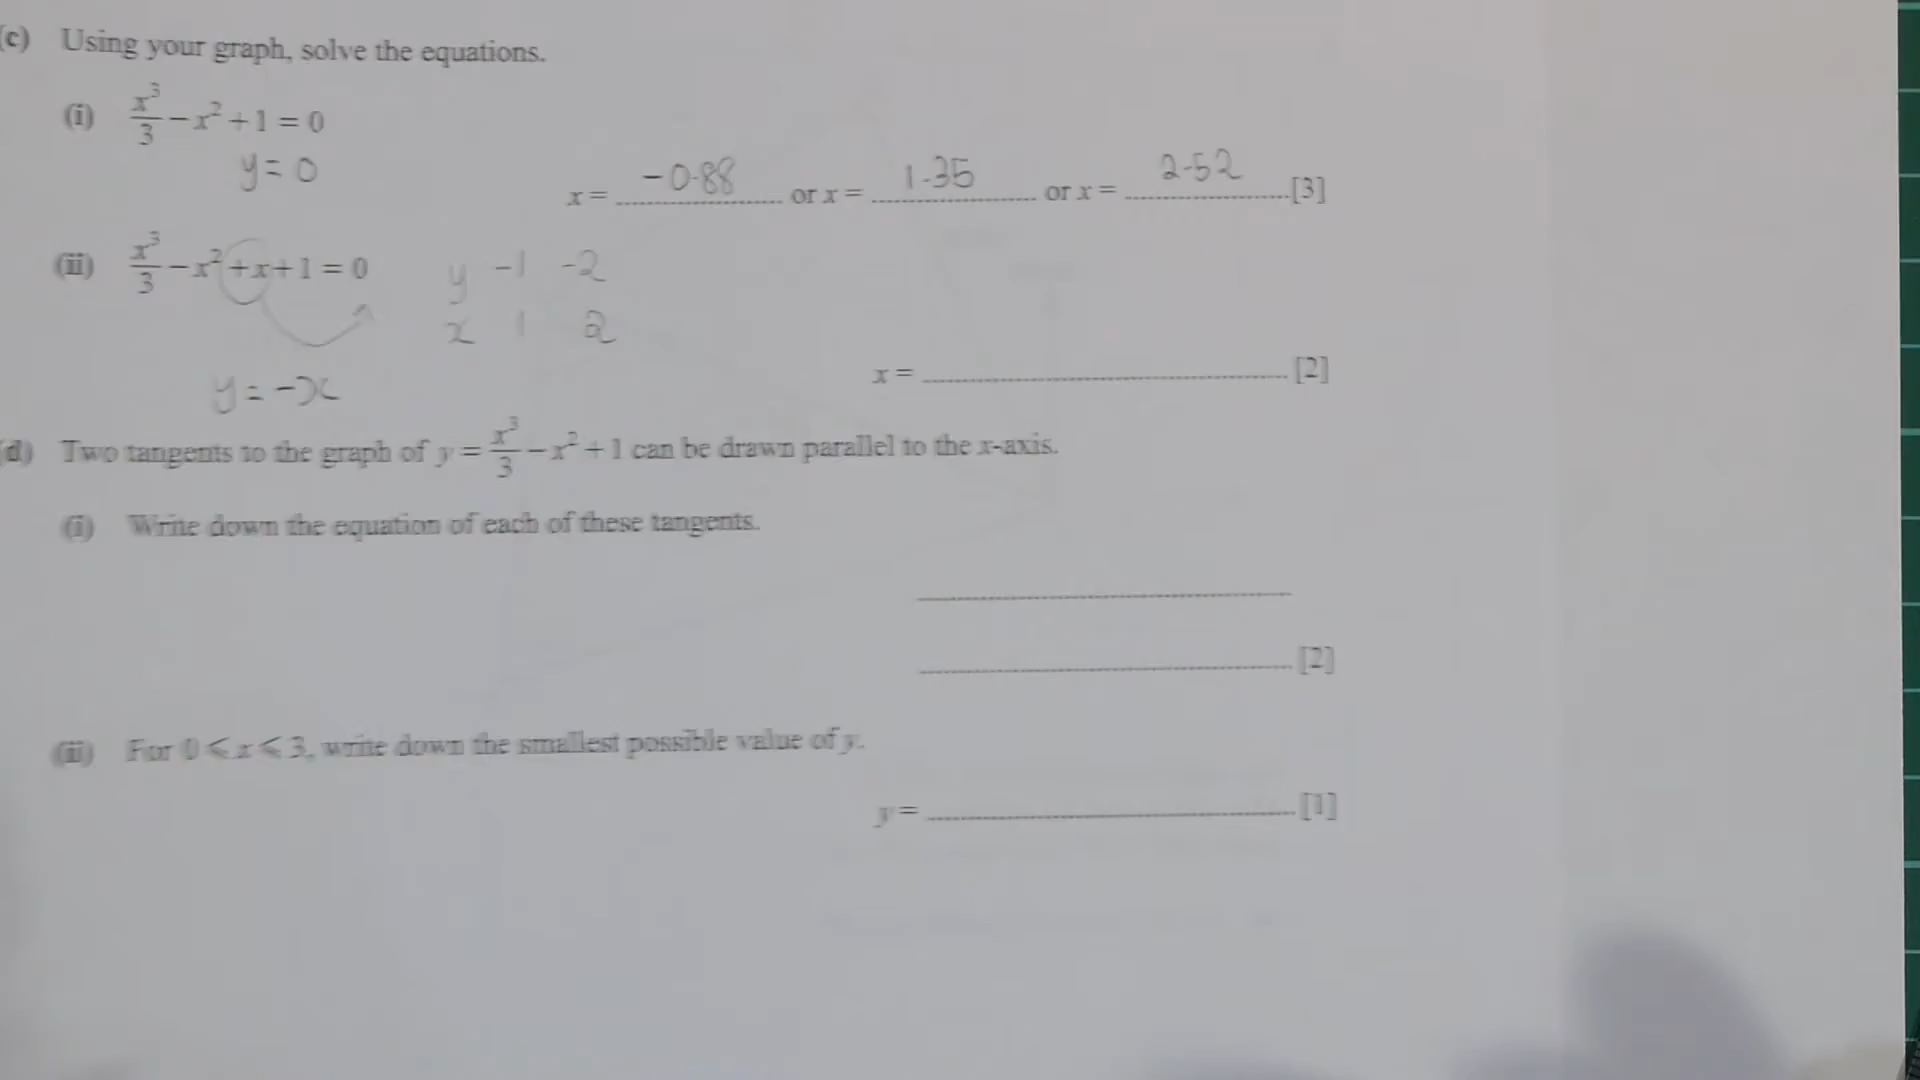 (c) Using your graph, solve the equations.
(i) x³/3 − x² + 1 = 0
y = 0
x = -0.88 or x = 1.35 or x = 2.52 [3]
(ii) x³/3 − x² + x + 1 = 0
y -1 -2
x 1 2
x = [2]
y = -x
(d) Two tangents to the graph of y = x³/3 − x² + 1 can be drawn parallel to the x-axis.
(i) Write down the equation of each of these tangents.
[2]
(ii) For 0 ⩽ x ⩽ 3, write down the smallest possible value of y.
y = [1]